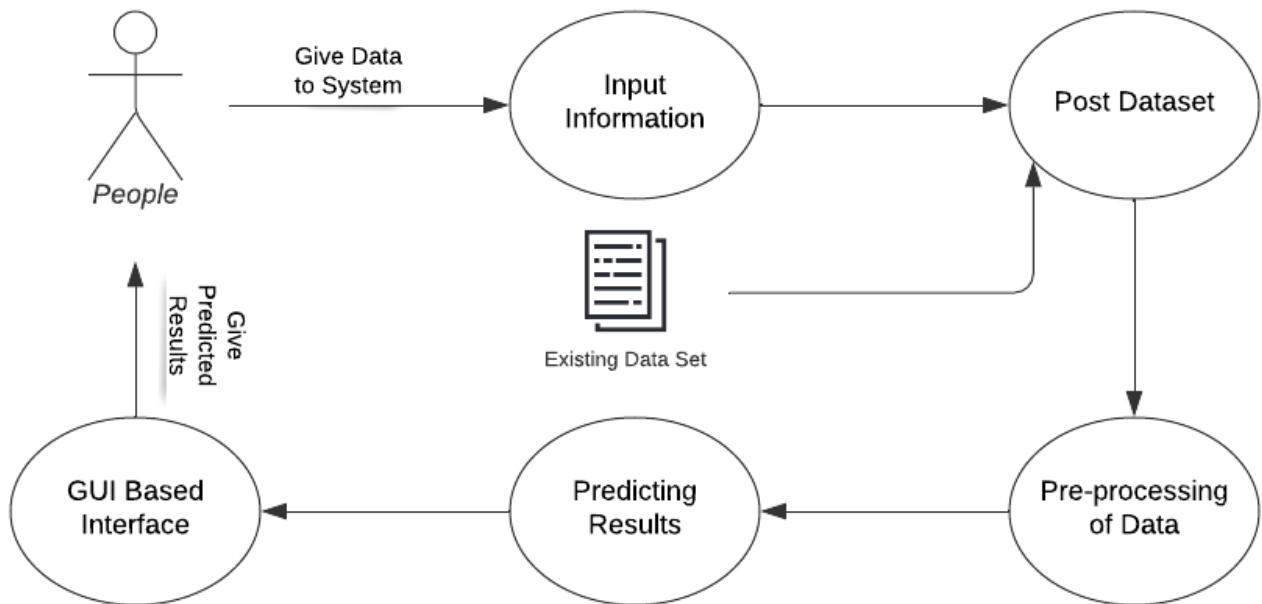 Give Data
to System
Input
Information
Post Dataset
People
Existing Data Set
Give
Predicted
Results
GUI Based
Interface
Predicting
Results
Pre-processing
of Data